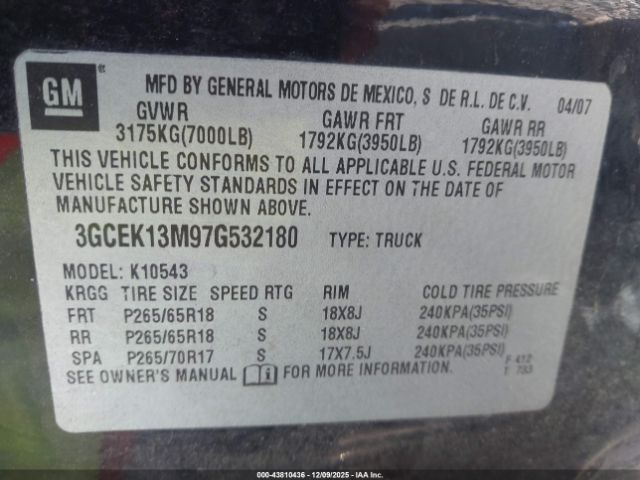 GM ®
MFD BY GENERAL MOTORS DE MEXICO, S DE R.L. DE C.V. 04/07
GVWR GAWR FRT GAWR RR
3175KG(7000LB) 1792KG(3950LB) 1792KG(3950LB)
THIS VEHICLE CONFORMS TO ALL APPLICABLE U.S. FEDERAL MOTOR
VEHICLE SAFETY STANDARDS IN EFFECT ON THE DATE OF
MANUFACTURE SHOWN ABOVE.
3GCEK13M97G532180 TYPE: TRUCK
MODEL: K10543
KRGG TIRE SIZE SPEED RTG RIM COLD TIRE PRESSURE
FRT P265/65R18 S 18X8J 240KPA(35PSI)
RR P265/65R18 S 18X8J 240KPA(35PSI)
SPA P265/70R17 S 17X7.5J 240KPA(35PSI)
SEE OWNER'S MANUAL FOR MORE INFORMATION.
F 412
T 733
000-43810436 - 12/09/2025 - IAA Inc.